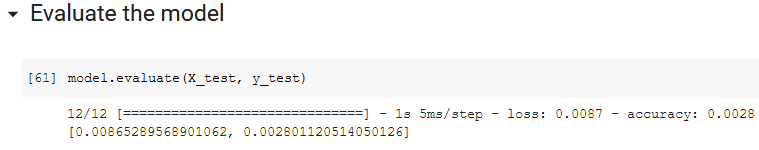 Evaluate the model
[61] model.evaluate(X_test, y_test)
12/12 [==============================] - 1s 5ms/step - loss: 0.0087 - accuracy: 0.0028
[0.00865289568901062, 0.002801120514050126]